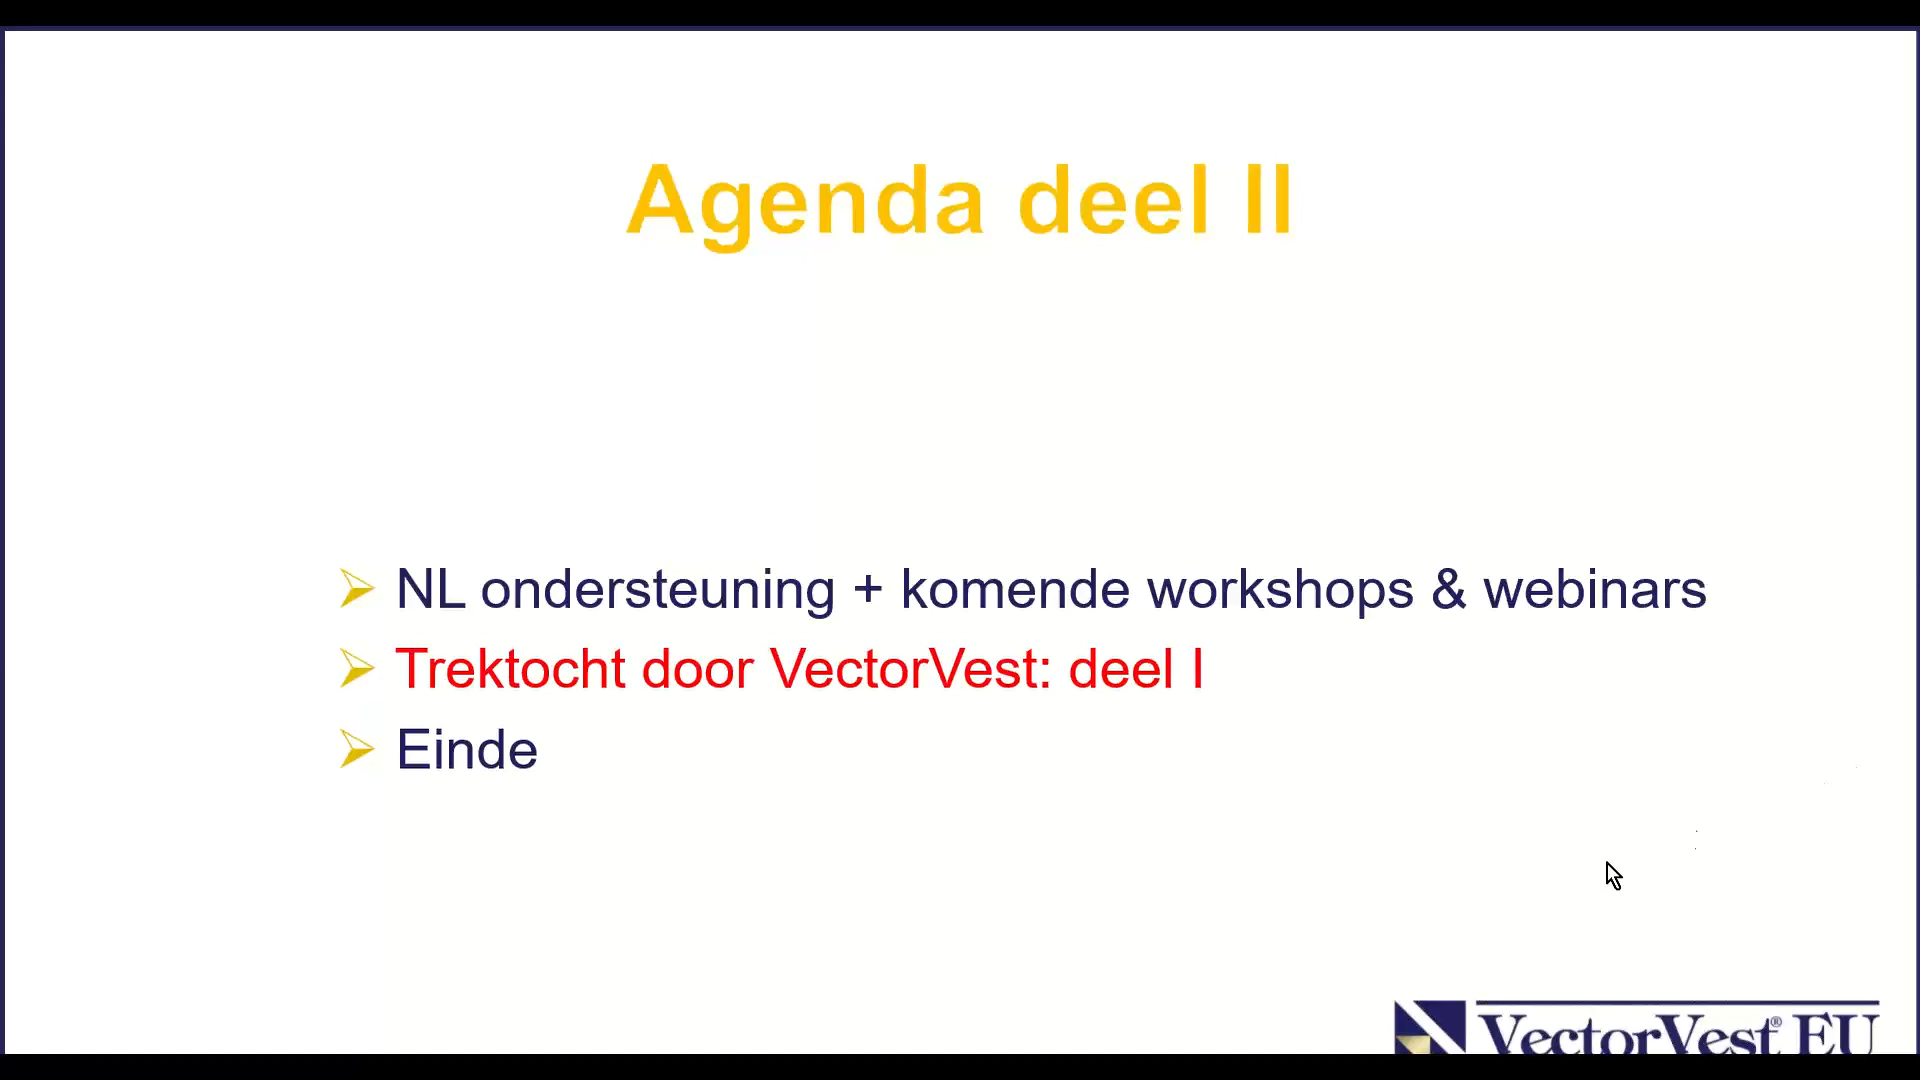 Agenda deel II
NL ondersteuning + komende workshops & webinars
Trektocht door VectorVest: deel I
Einde
VectorVest® EU